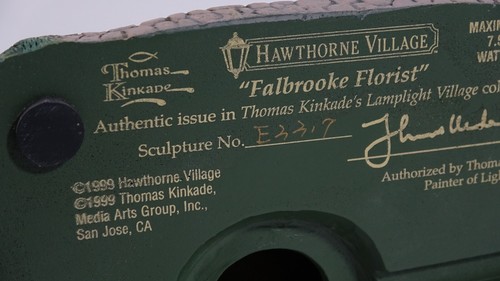 Thomas
Kinkade
HAWTHORNE VILLAGE
"Falbrooke Florist"
Authentic issue in Thomas Kinkade's Lamplight Village
Sculpture No. E3317
©1999 Hawthorne Village
©1999 Thomas Kinkade,
Media Arts Group, Inc.,
San Jose, CA
Authorized by
Painter of